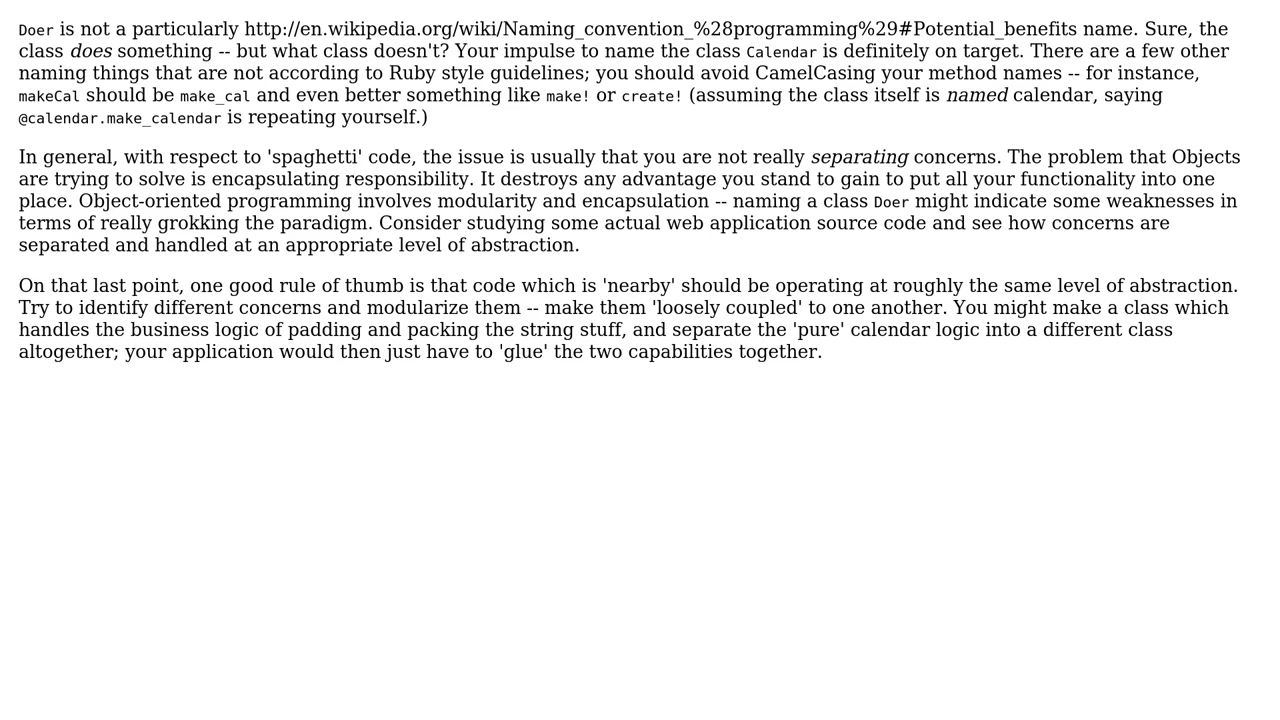 Doer is not a particularly http://en.wikipedia.org/wiki/Naming_convention_%28programming%29#Potential_benefits name. Sure, the
class does something -- but what class doesn't? Your impulse to name the class Calendar is definitely on target. There are a few other
naming things that are not according to Ruby style guidelines; you should avoid CamelCasing your method names -- for instance,
makeCal should be make_cal and even better something like make! or create! (assuming the class itself is named calendar, saying
@calendar.make_calendar is repeating yourself.)
In general, with respect to 'spaghetti' code, the issue is usually that you are not really separating concerns. The problem that Objects
are trying to solve is encapsulating responsibility. It destroys any advantage you stand to gain to put all your functionality into one
place. Object-oriented programming involves modularity and encapsulation -- naming a class Doer might indicate some weaknesses in
terms of really grokking the paradigm. Consider studying some actual web application source code and see how concerns are
separated and handled at an appropriate level of abstraction.
On that last point, one good rule of thumb is that code which is 'nearby' should be operating at roughly the same level of abstraction.
Try to identify different concerns and modularize them -- make them 'loosely coupled' to one another. You might make a class which
handles the business logic of padding and packing the string stuff, and separate the 'pure' calendar logic into a different class
altogether; your application would then just have to 'glue' the two capabilities together.